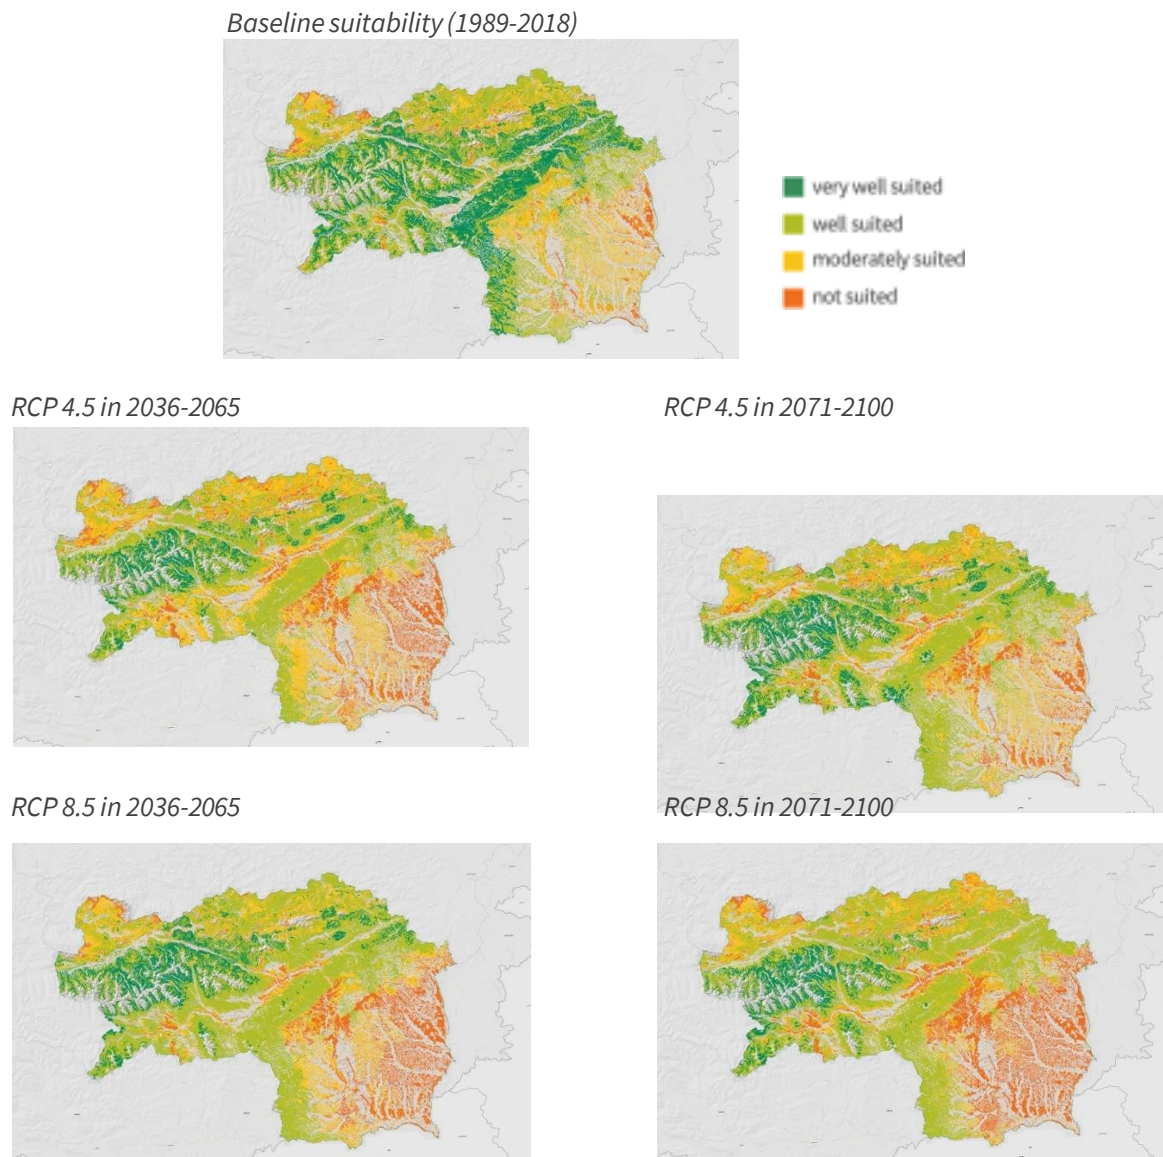 Baseline suitability (1989-2018)
very well suited
well suited
moderately suited
not suited
RCP 4.5 in 2036-2065
RCP 4.5 in 2071-2100
RCP 8.5 in 2036-2065
RCP 8.5 in 2071-2100